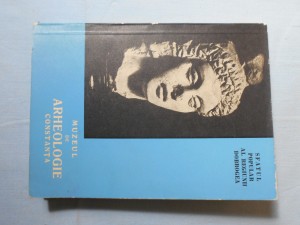 SFATUL
POPULAR
AL REGIUNII
DOBROGEA
MUZEUL
DE
ARHEOLOGIE
CONSTANȚA